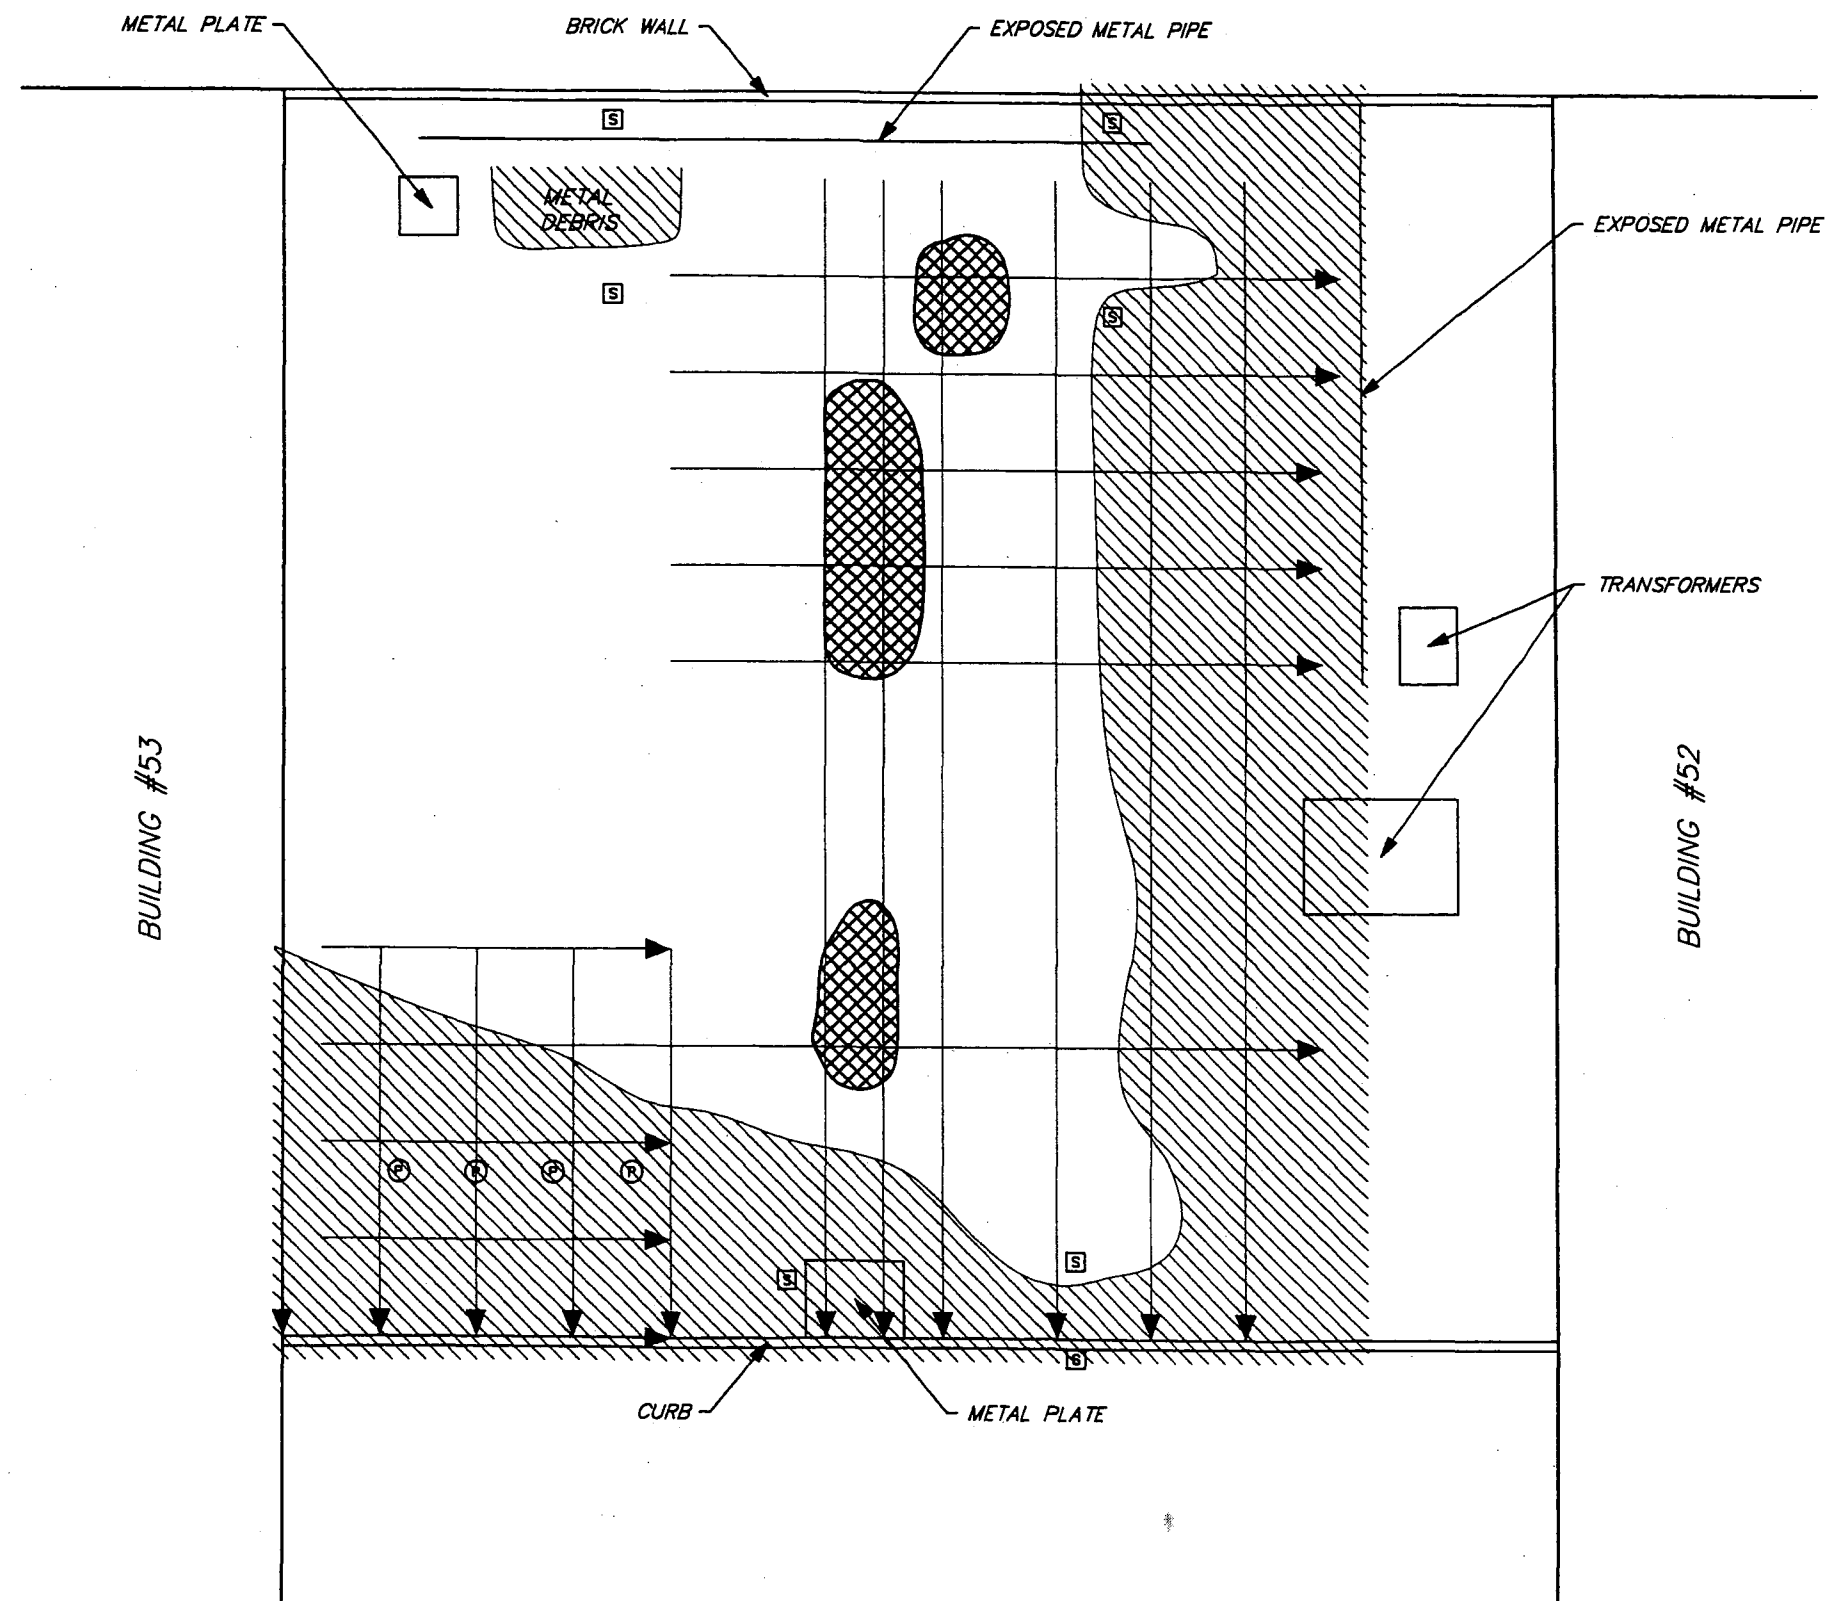 METAL PLATE
BRICK WALL
EXPOSED METAL PIPE
S
S
METAL
DEBRIS
EXPOSED METAL PIPE
S
S
TRANSFORMERS
BUILDING #53
BUILDING #52
P
P
S
S
S
CURB
METAL PLATE